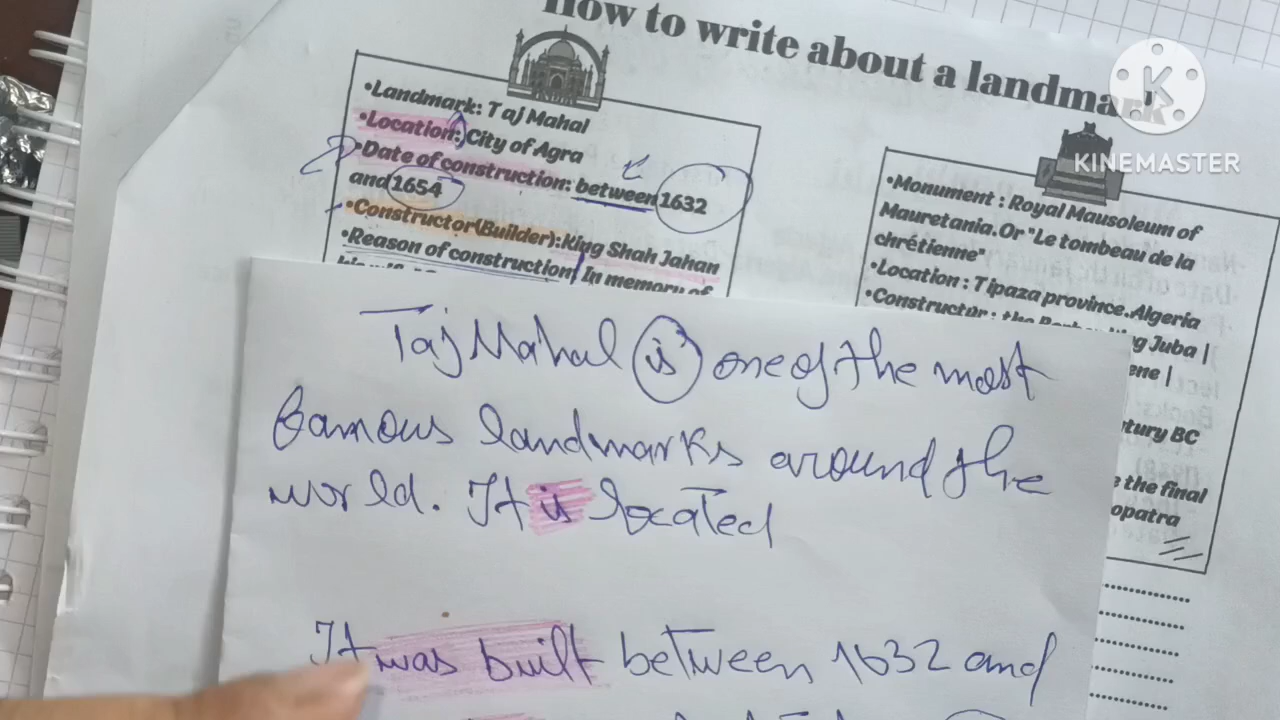 How to write about a landmark
•Landmark: Taj Mahal
•Location: City of Agra
•Date of construction: between 1632
and 1654
•Constructor(Builder):King Shah Jahan
•Reason of construction: In memory of
•Monument : Royal Mausoleum of
Mauretania.Or "Le tombeau de la
chrétienne"
•Location : Tipaza province.Algeria
•Constructur : the
Juba |
ene |
tury BC
the final
opatra
Taj Mahal is one of the most
famous landmarks around the
world. It is located
It was built between 1632 and
KINEMASTER